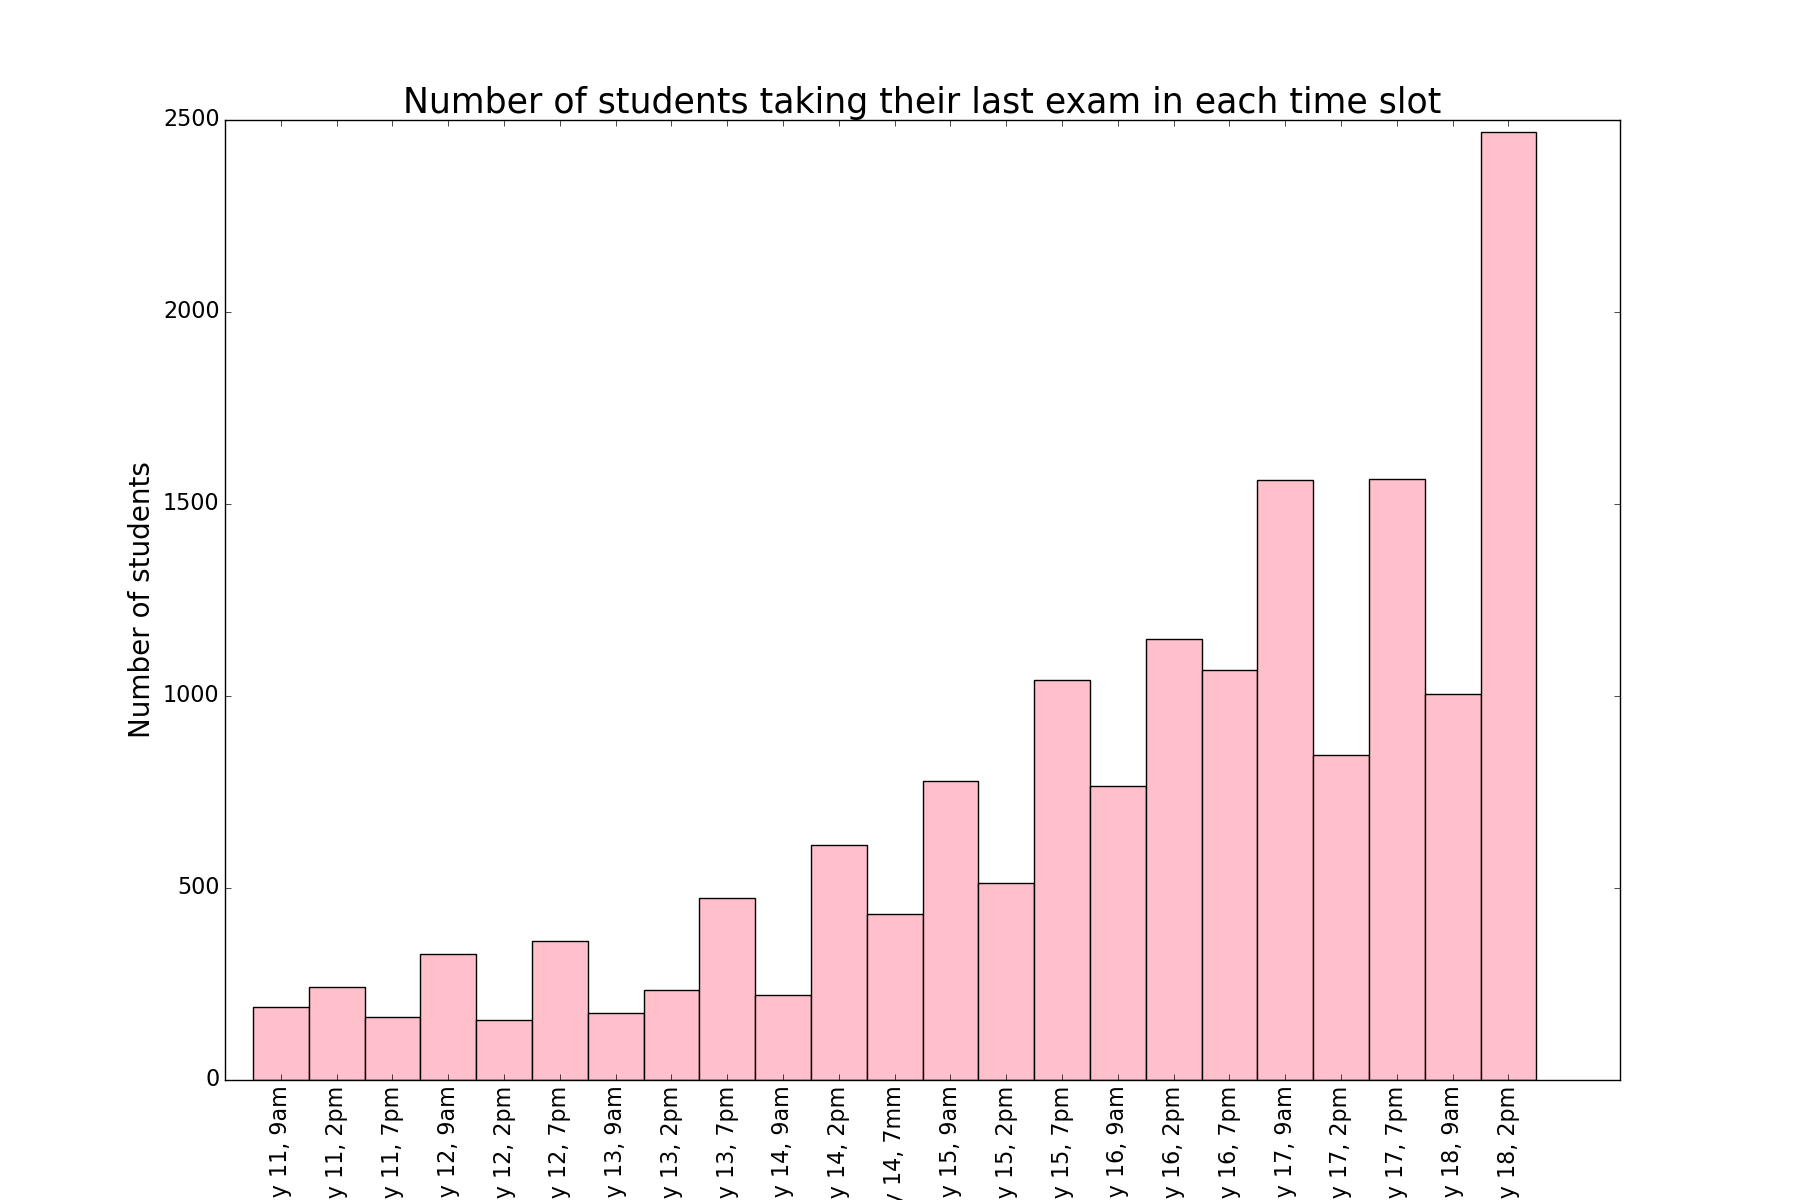 Number of students taking their last exam in each time slot
Number of students
2500
2000
1500
1000
500
0
y 11, 9am
y 11, 2pm
y 11, 7pm
y 12, 9am
y 12, 2pm
y 12, 7pm
y 13, 9am
y 13, 2pm
y 13, 7pm
y 14, 9am
y 14, 2pm
y 14, 7mm
y 15, 9am
y 15, 2pm
y 15, 7pm
y 16, 9am
y 16, 2pm
y 16, 7pm
y 17, 9am
y 17, 2pm
y 17, 7pm
y 18, 9am
y 18, 2pm